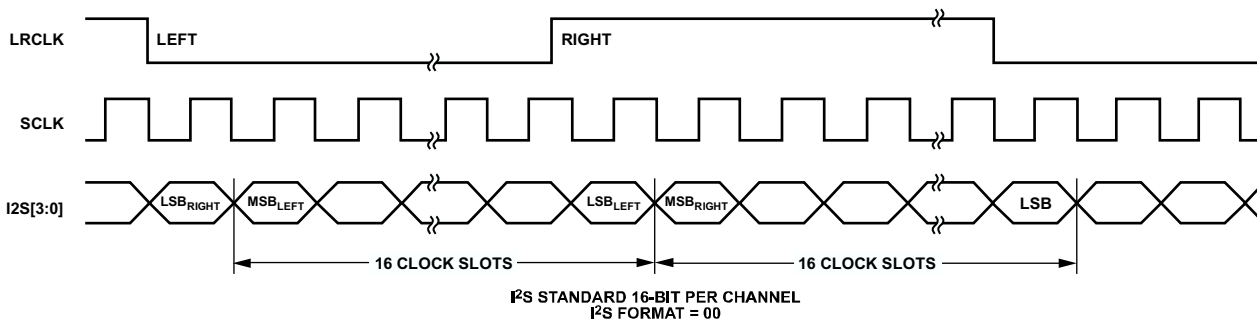 LRCLK LEFT RIGHT
SCLK
I2S[3:0] LSBRIGHT MSBLEFT LSBLEFT MSBRIGHT LSB
16 CLOCK SLOTS 16 CLOCK SLOTS
I2S STANDARD 16-BIT PER CHANNEL
I2S FORMAT = 00